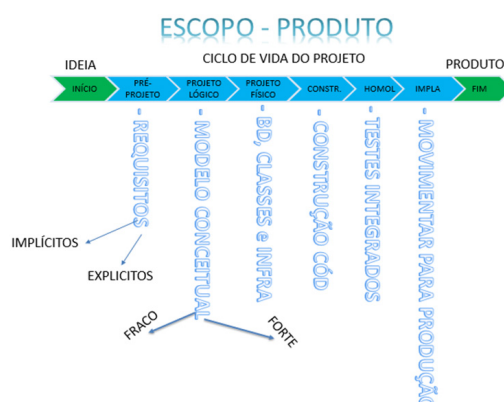 ESCOPO - PRODUTO
CICLO DE VIDA DO PROJETO
IDEIA
PRODUTO
INÍCIO
PRÉ-
PROJETO
PROJETO
LÓGICO
PROJETO
FÍSICO
CONSTR.
HOMOL
IMPLA
FIM
- REQUISITOS
- MODELO CONCEITUAL
- BD, CLASSES e INFRA
- CONSTRUÇÃO CÓD
- TESTES INTEGRADOS
- MOVIMENTAR PARA PRODUÇÃO
IMPLÍCITOS
EXPLICITOS
FRACO
FORTE